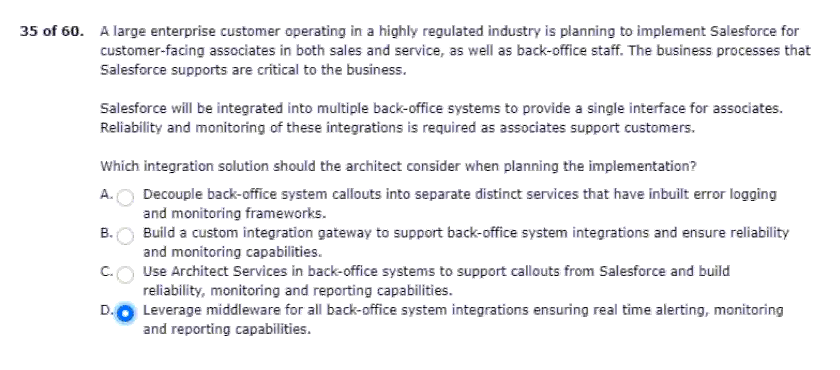 35 of 60. A large enterprise customer operating in a highly regulated industry is planning to implement Salesforce for
customer-facing associates in both sales and service, as well as back-office staff. The business processes that
Salesforce supports are critical to the business.
Salesforce will be integrated into multiple back-office systems to provide a single interface for associates.
Reliability and monitoring of these integrations is required as associates support customers.
Which integration solution should the architect consider when planning the implementation?
A. Decouple back-office system callouts into separate distinct services that have inbuilt error logging
and monitoring frameworks.
B. Build a custom integration gateway to support back-office system integrations and ensure reliability
and monitoring capabilities.
C. Use Architect Services in back-office systems to support callouts from Salesforce and build
reliability, monitoring and reporting capabilities.
D. Leverage middleware for all back-office system integrations ensuring real time alerting, monitoring
and reporting capabilities.